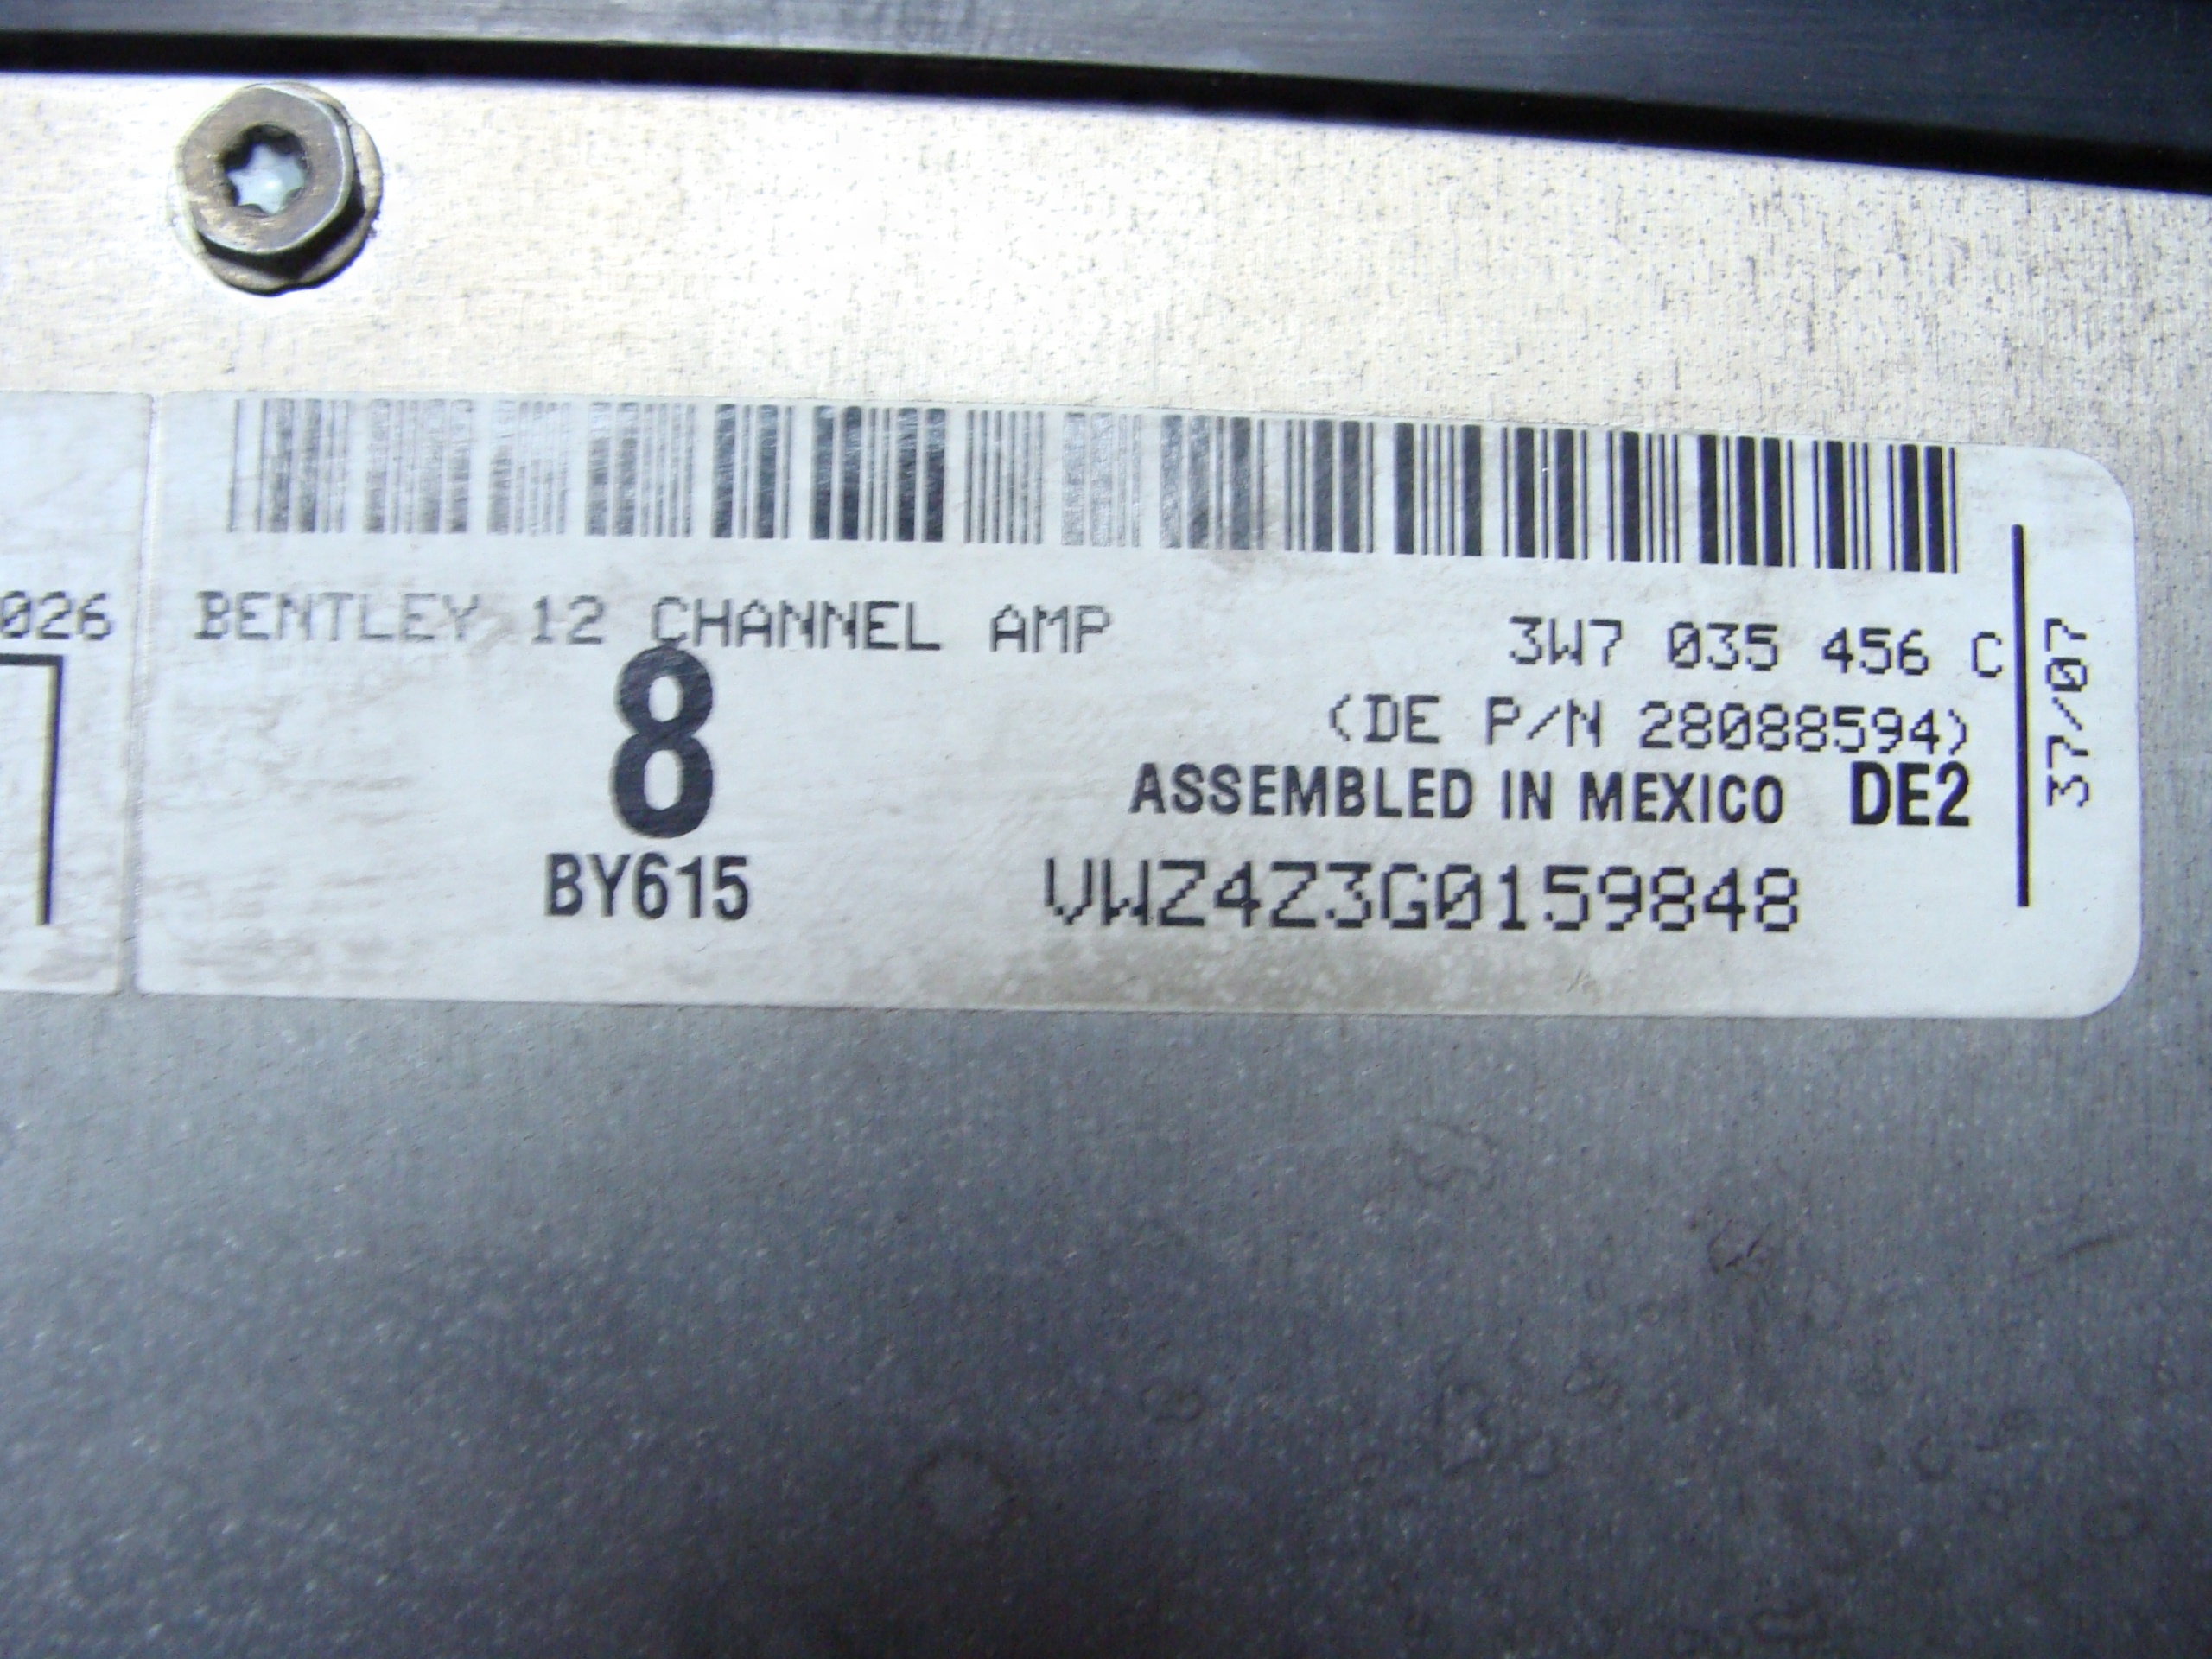 026
BENTLEY 12 CHANNEL AMP
8
BY615
3W7 035 456 C
(DE P/N 28088594)
ASSEMBLED IN MEXICO DE2
VWZ4Z3G0159848
37/07